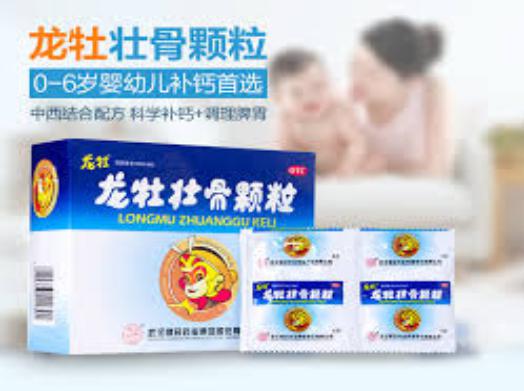 龙牡壮骨颗粒
0-6岁婴幼儿补钙首选
中西结合配方 科学补钙+调理脾胃
龙牡
OTC
龙牡壮骨颗粒
LONGMU ZHUANGGU KELI
龙牡壮骨颗粒
龙牡壮骨颗粒